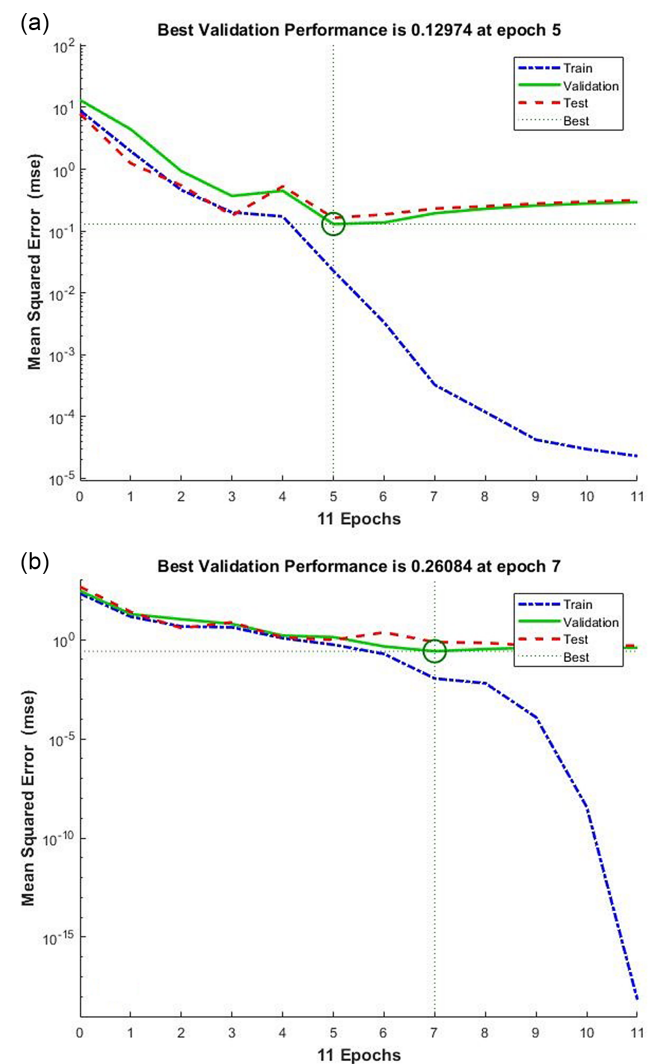 (a)
Best Validation Performance is 0.12974 at epoch 5
10^2
10^1
10^0
10^-1
10^-2
10^-3
10^-4
10^-5
Mean Squared Error (mse)
Train
Validation
Test
Best
0 1 2 3 4 5 6 7 8 9 10 11
11 Epochs
(b)
Best Validation Performance is 0.26084 at epoch 7
10^0
10^-5
10^-10
10^-15
Mean Squared Error (mse)
Train
Validation
Test
Best
0 1 2 3 4 5 6 7 8 9 10 11
11 Epochs